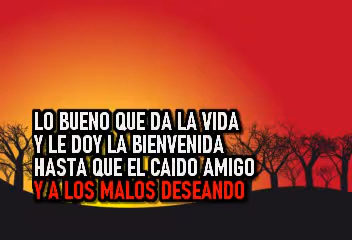 LO BUENO QUE DA LA VIDA
Y LE DOY LA BIENVENIDA
HASTA QUE EL CAIDO AMIGO
Y A LOS MALOS DESEANDO